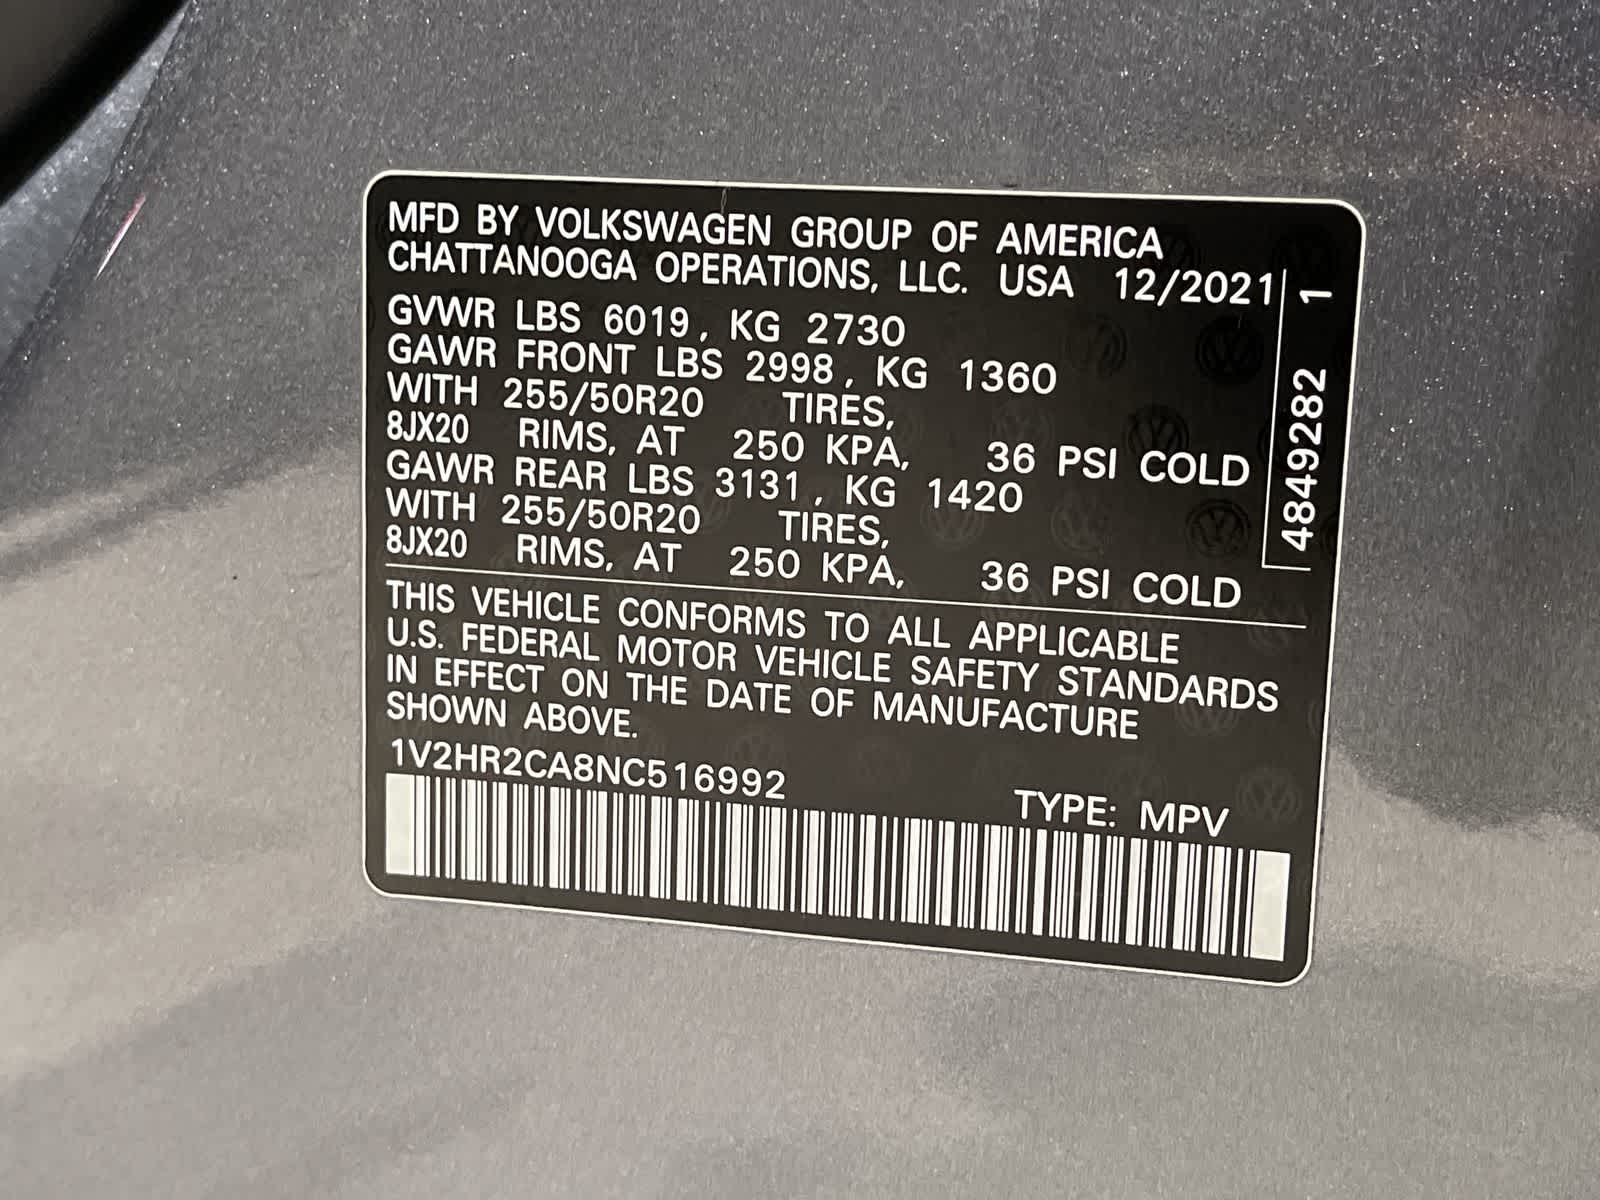 MFD BY VOLKSWAGEN GROUP OF AMERICA
CHATTANOOGA OPERATIONS, LLC. USA 12/2021
GVWR LBS 6019, KG 2730
GAWR FRONT LBS 2998, KG 1360
WITH 255/50R20 TIRES,
8JX20 RIMS, AT 250 KPA, 36 PSI COLD
GAWR REAR LBS 3131, KG 1420
WITH 255/50R20 TIRES,
8JX20 RIMS, AT 250 KPA, 36 PSI COLD
4849282 1
THIS VEHICLE CONFORMS TO ALL APPLICABLE
U.S. FEDERAL MOTOR VEHICLE SAFETY STANDARDS
IN EFFECT ON THE DATE OF MANUFACTURE
SHOWN ABOVE.
1V2HR2CA8NC516992
TYPE: MPV